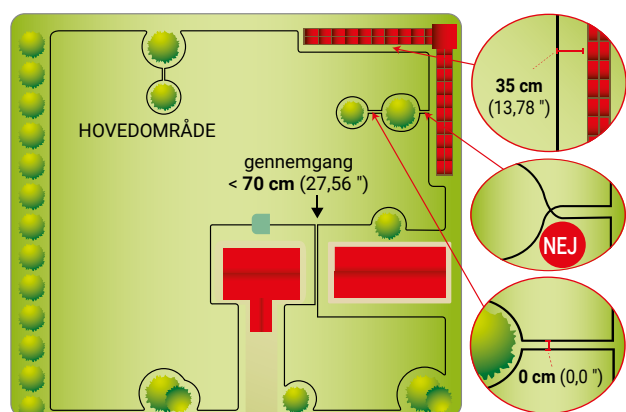 HOVEDOMRÅDE
gennemgang
< 70 cm (27,56 ")
35 cm
(13,78 ")
NEJ
0 cm (0,0 ")